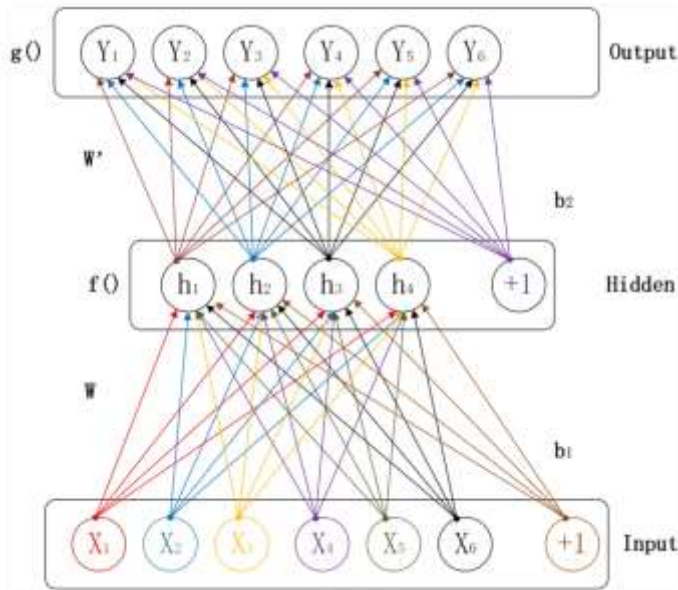 g() Y₁ Y₂ Y₃ Y₄ Y₅ Y₆ Output
W'
b₂
f() h₁ h₂ h₃ h₄ +1 Hidden
W
b₁
X₁ X₂ X₃ X₄ X₅ X₆ +1 Input